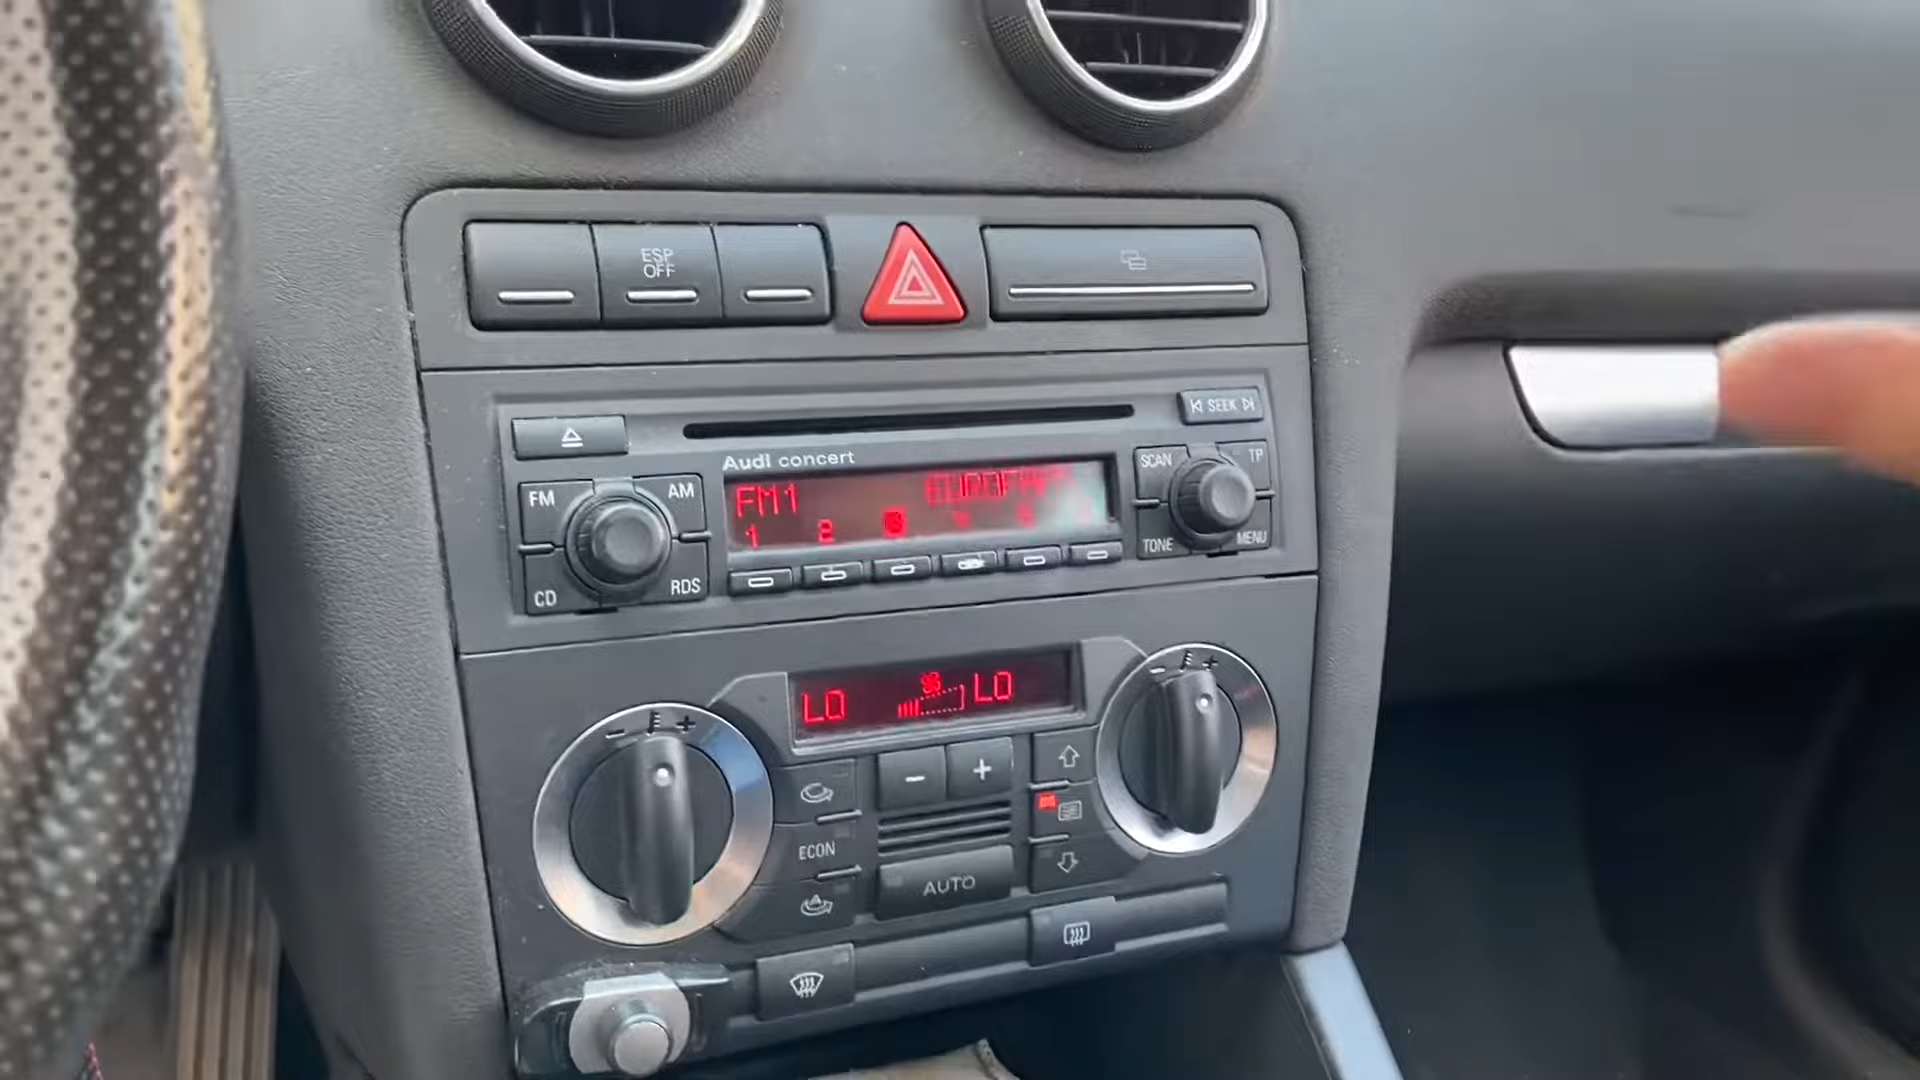 ESP
OFF
SEEK
Audi concert
FM
AM
CD
RDS
FM1
1 2
SCAN
TP
TONE
MENU
LO LO
- +
- +
- +
ECON
AUTO